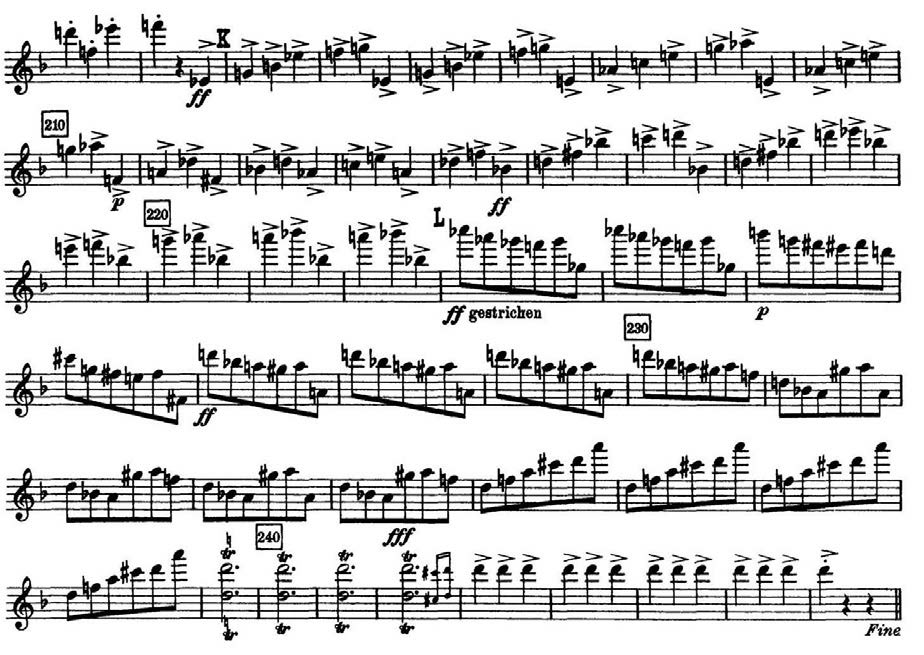 K
ff
210
p
ff
220
L
ff gestrichen
p
230
ff
fff
240
tr tr tr tr
tr tr tr tr
Fine